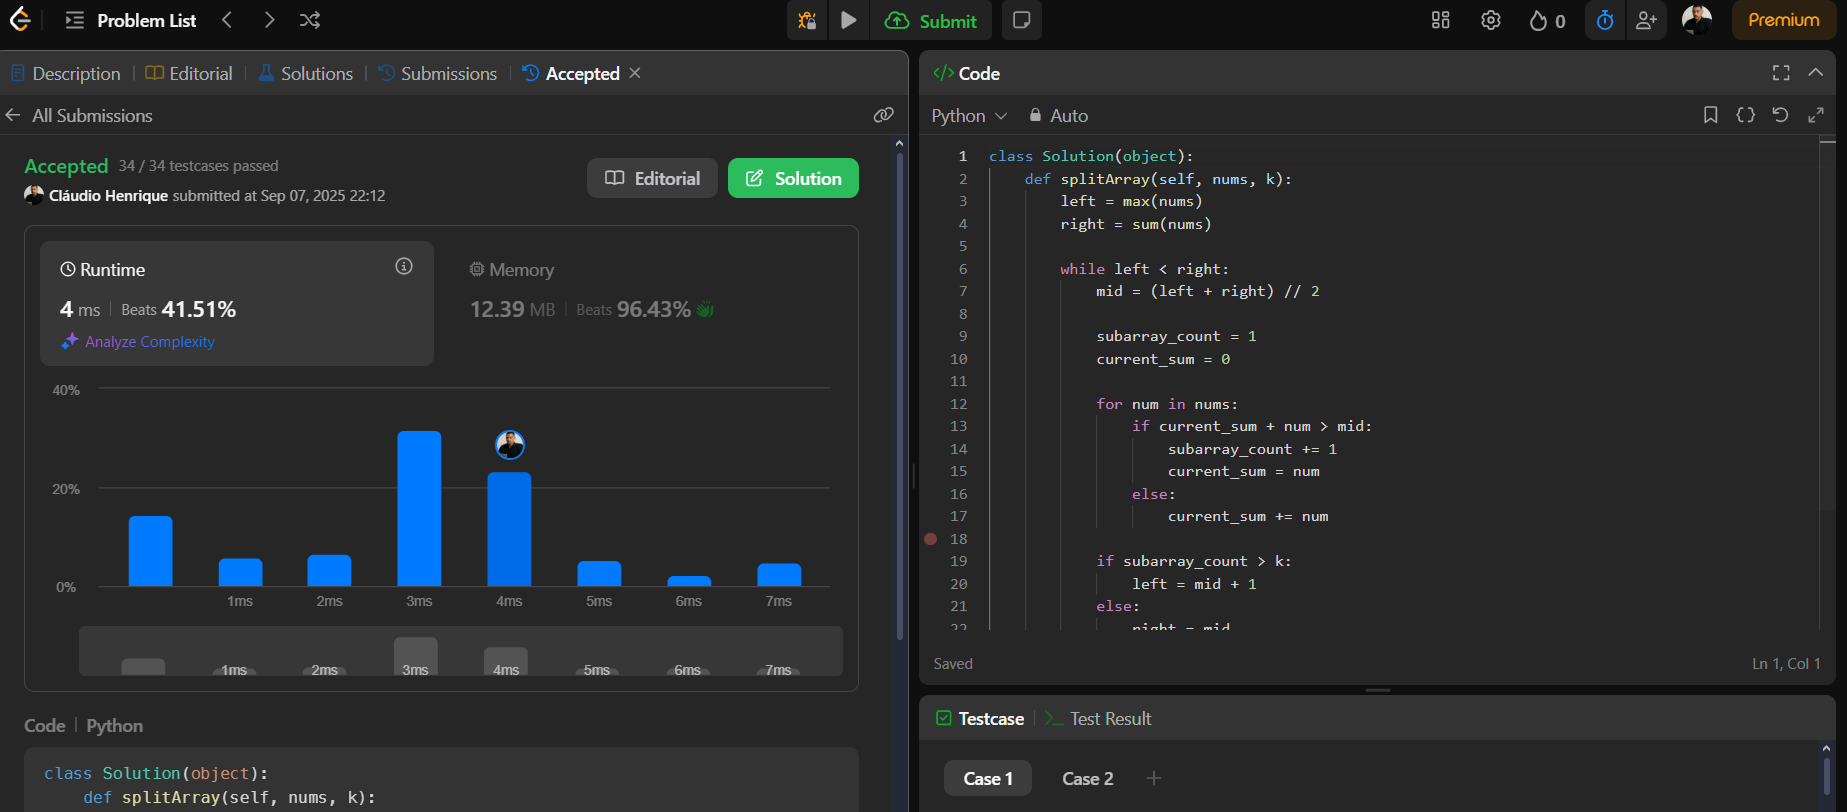 Problem List
Submit
0
Premium
Description
Editorial
Solutions
Submissions
Accepted
All Submissions
Accepted 34 / 34 testcases passed
Cláudio Henrique submitted at Sep 07, 2025 22:12
Editorial
Solution
Runtime
4 ms Beats 41.51%
Analyze Complexity
Memory
12.39 MB Beats 96.43%
40%
20%
0%
1ms 2ms 3ms 4ms 5ms 6ms 7ms
1ms 2ms 3ms 4ms 5ms 6ms 7ms
Code Python
class Solution(object):
def splitArray(self, nums, k):
</> Code
Python Auto
1 class Solution(object):
2 def splitArray(self, nums, k):
3 left = max(nums)
4 right = sum(nums)
5
6 while left < right:
7 mid = (left + right) // 2
8
9 subarray_count = 1
10 current_sum = 0
11
12 for num in nums:
13 if current_sum + num > mid:
14 subarray_count += 1
15 current_sum = num
16 else:
17 current_sum += num
18
19 if subarray_count > k:
20 left = mid + 1
21 else:
22 right = mid
Saved
Ln 1, Col 1
Testcase
Test Result
Case 1
Case 2